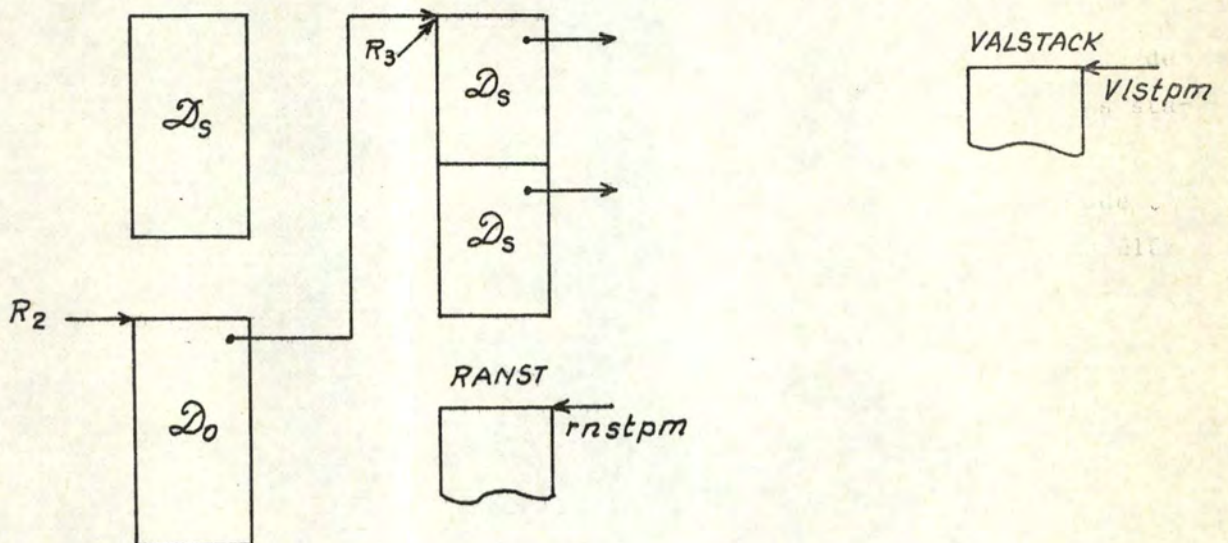 R₃
𝒟ₛ
𝒟ₛ
VALSTACK
Vlstpm
𝒟ₛ
R₂
𝒟₀
RANST
rnstpm